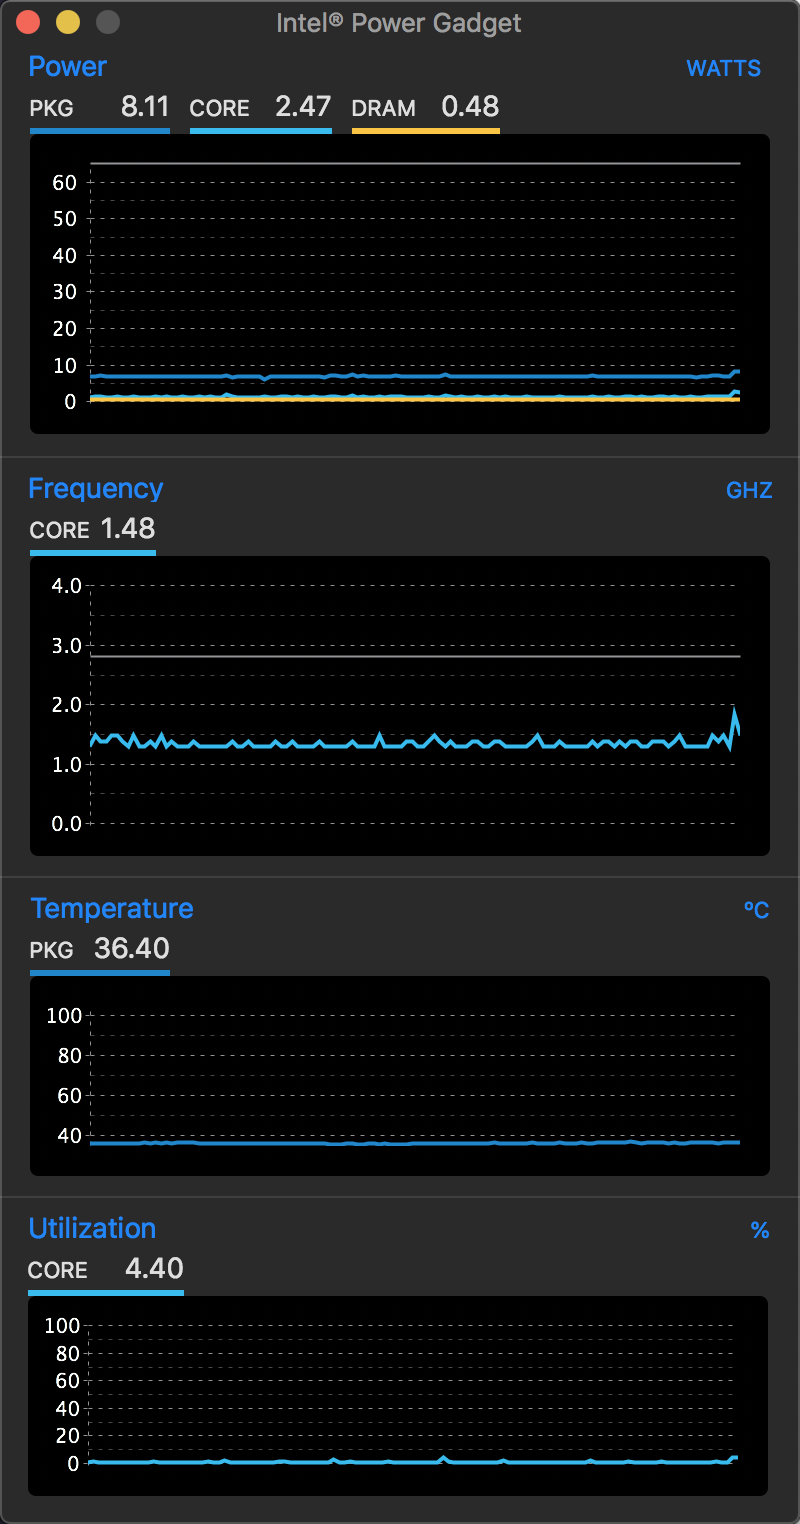 Intel® Power Gadget
Power WATTS
PKG 8.11 CORE 2.47 DRAM 0.48
60
50
40
30
20
10
0
Frequency GHZ
CORE 1.48
4.0
3.0
2.0
1.0
0.0
Temperature ºC
PKG 36.40
100
80
60
40
Utilization %
CORE 4.40
100
80
60
40
20
0